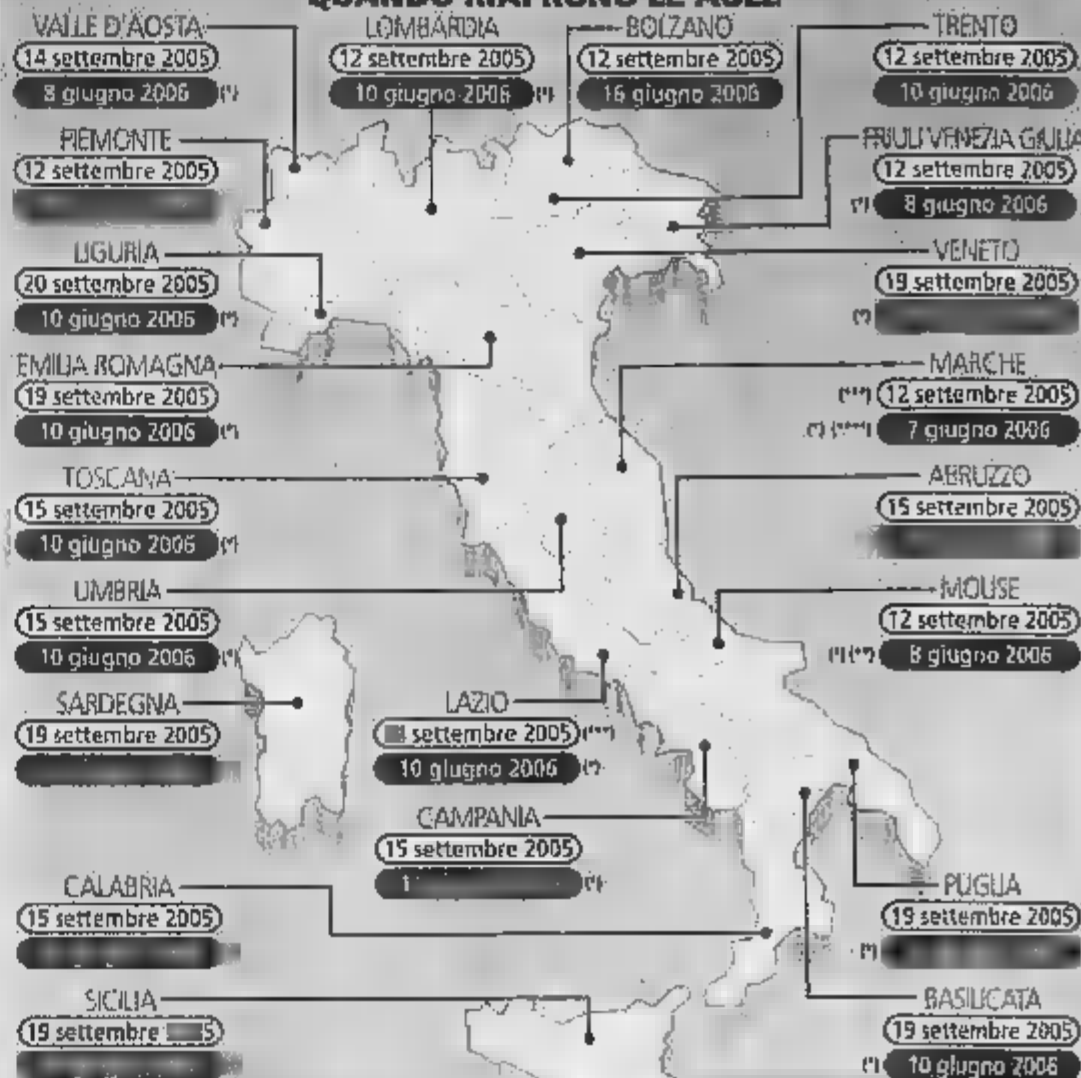 QUANDO RIAPRONO LE AULE
VALLE D'AOSTA
14 settembre 2005
8 giugno 2006 (*)
LOMBARDIA
12 settembre 2005
10 giugno 2006 (*)
BOLZANO
12 settembre 2005
16 giugno 2006
TRENTO
12 settembre 2005
10 giugno 2006
PIEMONTE
12 settembre 2005
FRIULI VENEZIA GIULIA
12 settembre 2005
(*) 8 giugno 2006
LIGURIA
20 settembre 2005
10 giugno 2006 (*)
VENETO
19 settembre 2005
(*)
EMILIA ROMAGNA
19 settembre 2005
10 giugno 2006 (*)
MARCHE
(***) 12 settembre 2005
(*) (****) 7 giugno 2006
TOSCANA
15 settembre 2005
10 giugno 2006 (*)
ABRUZZO
15 settembre 2005
UMBRIA
15 settembre 2005
10 giugno 2006 (*)
MOLISE
12 settembre 2005
(*) (**) 8 giugno 2006
SARDEGNA
19 settembre 2005
LAZIO
settembre 2005 (***)
10 giugno 2006 (*)
CAMPANIA
15 settembre 2005
(*)
CALABRIA
15 settembre 2005
PUGLIA
19 settembre 2005
(*)
SICILIA
19 settembre
BASILICATA
19 settembre 2005
(*) 10 giugno 2006